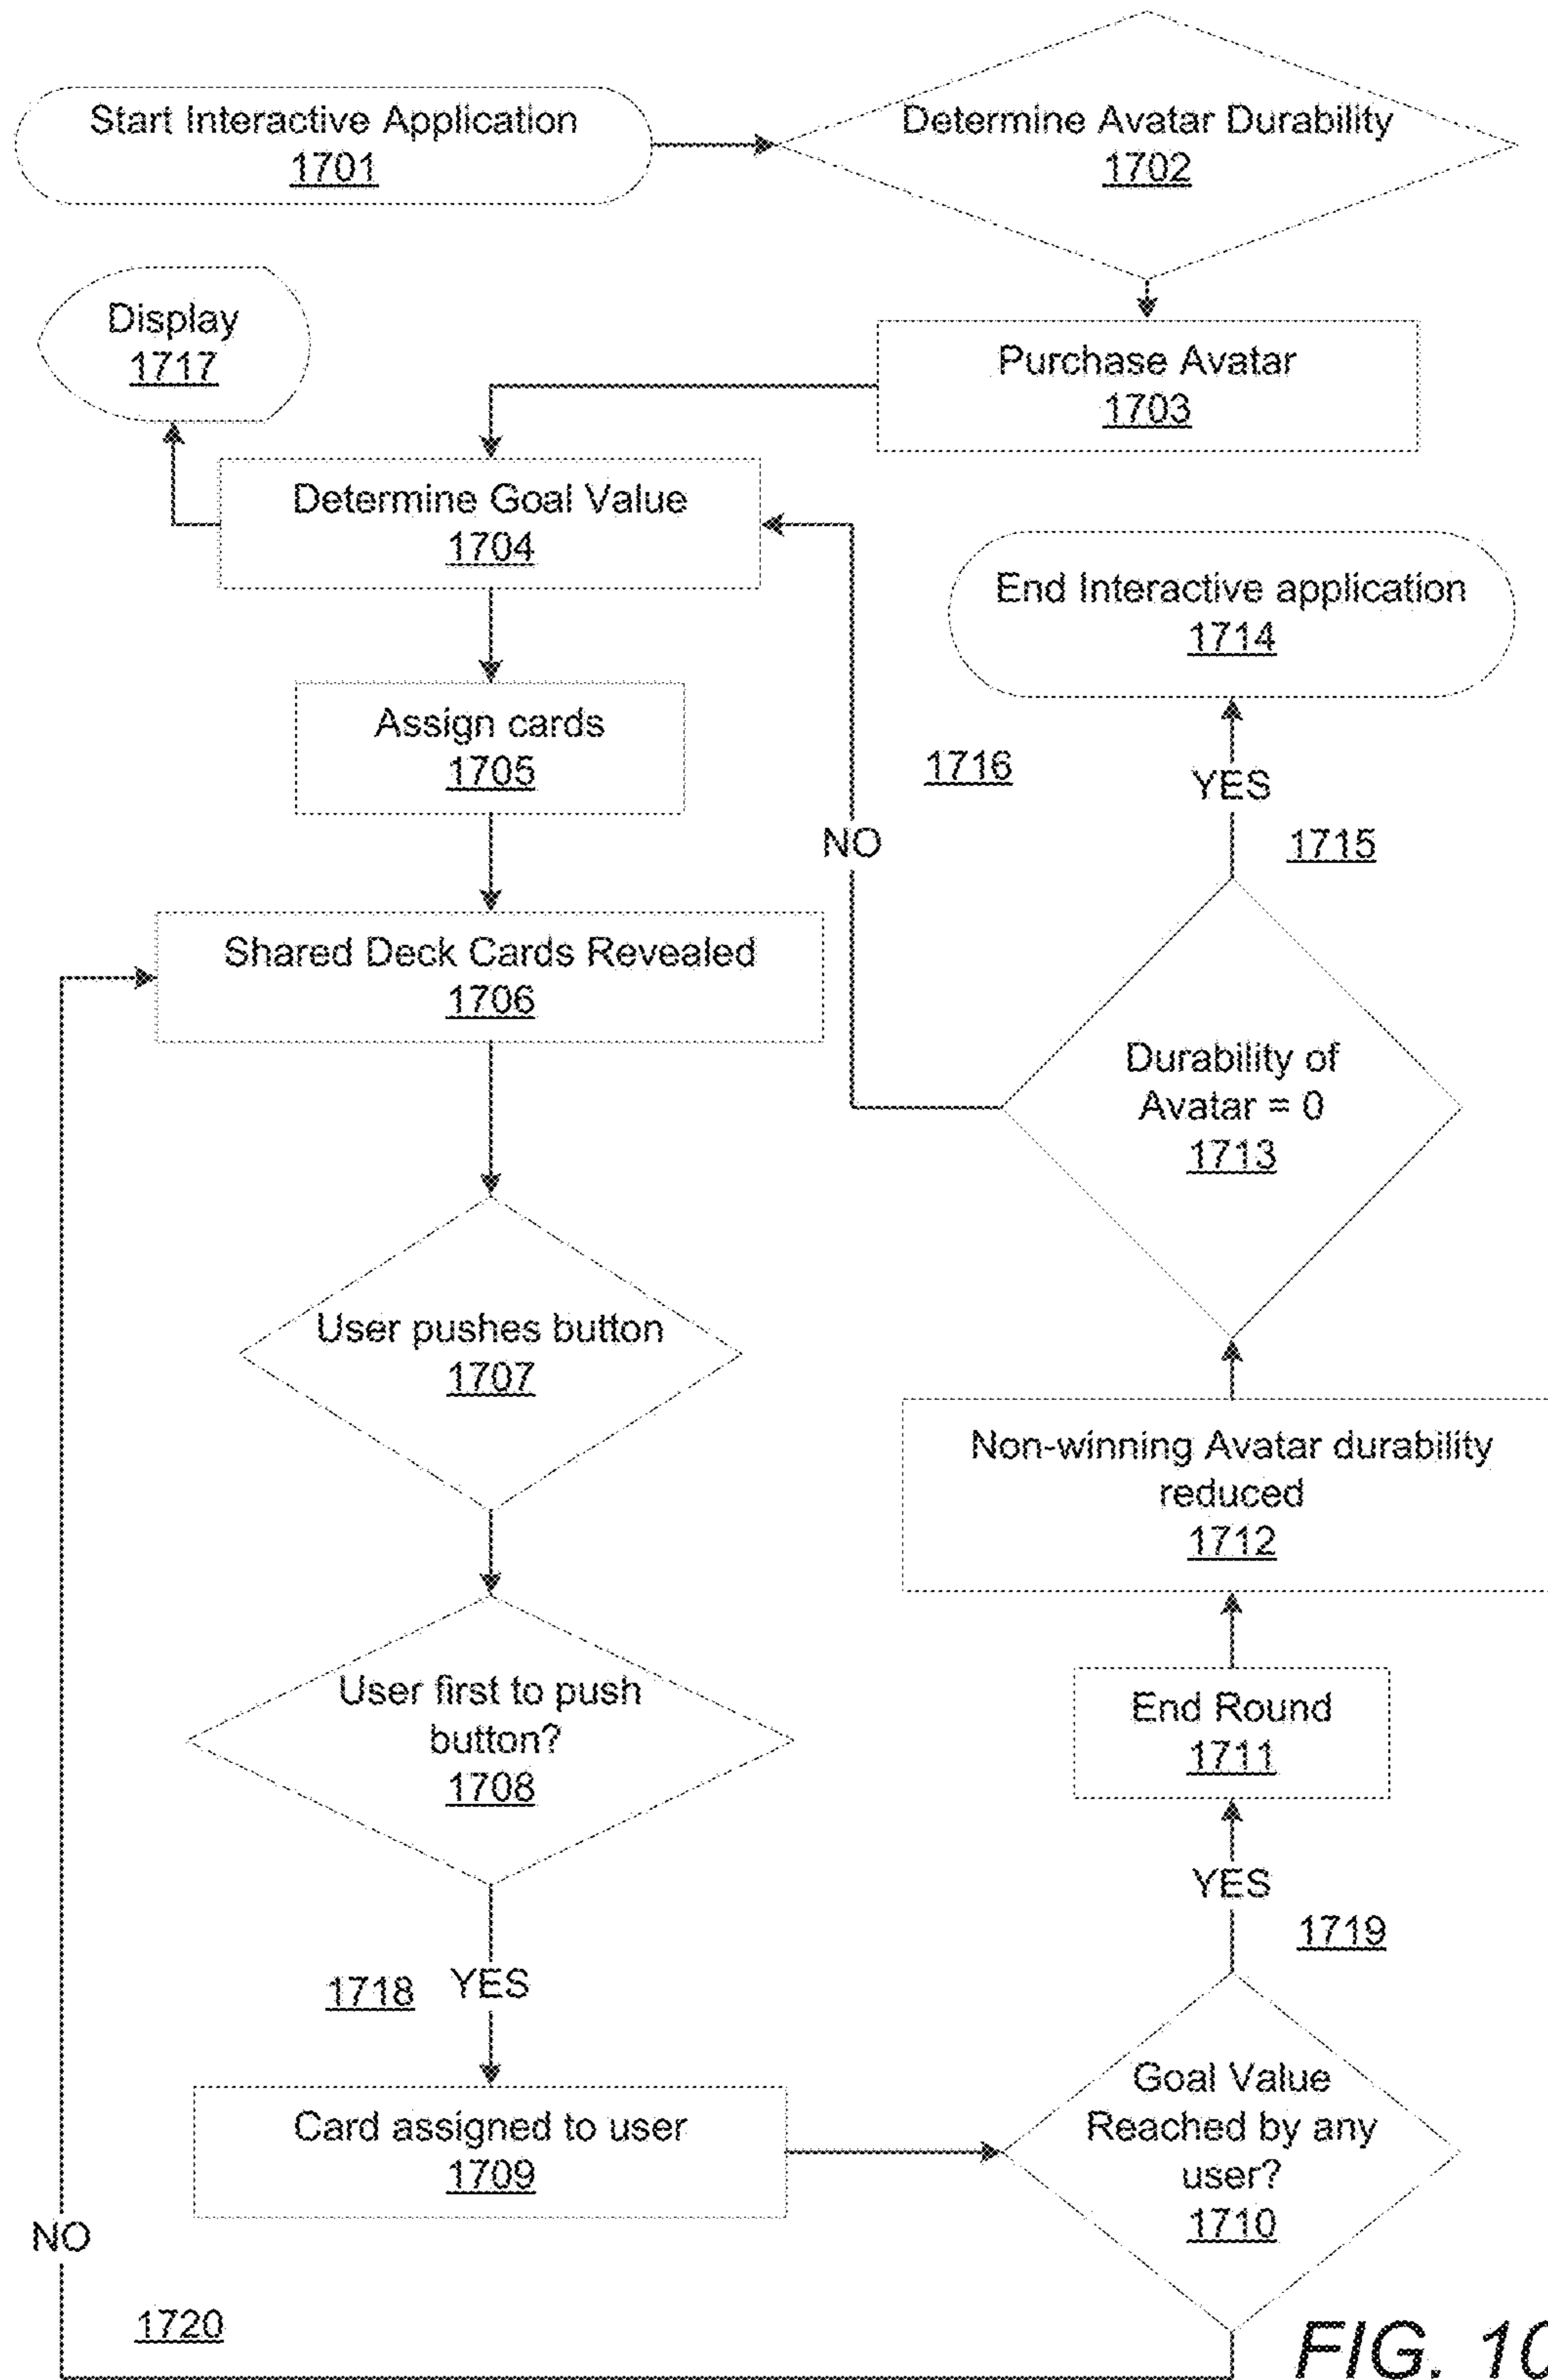 Start Interactive Application
1701
Determine Avatar Durability
1702
Display
1717
Purchase Avatar
1703
Determine Goal Value
1704
End Interactive application
1714
Assign cards
1705
1716
YES
1715
NO
Shared Deck Cards Revealed
1706
Durability of
Avatar = 0
1713
User pushes button
1707
Non-winning Avatar durability
reduced
1712
User first to push
button?
1708
End Round
1711
YES
1719
1718
YES
Card assigned to user
1709
Goal Value
Reached by any
user?
1710
NO
1720
FIG. 10